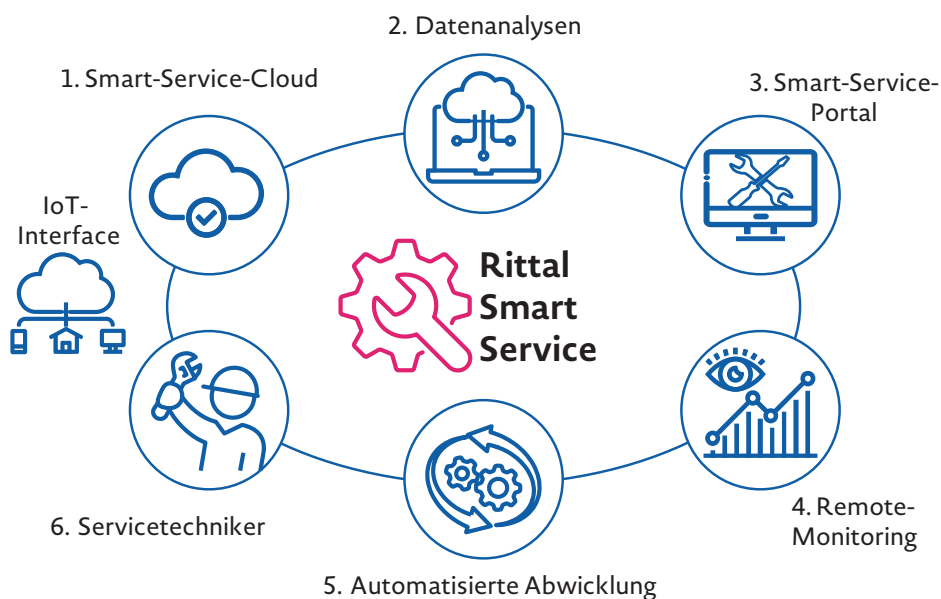 2. Datenanalysen
1. Smart-Service-Cloud
3. Smart-Service-
Portal
IoT-
Interface
Rittal
Smart
Service
4. Remote-
Monitoring
6. Servicetechniker
5. Automatisierte Abwicklung